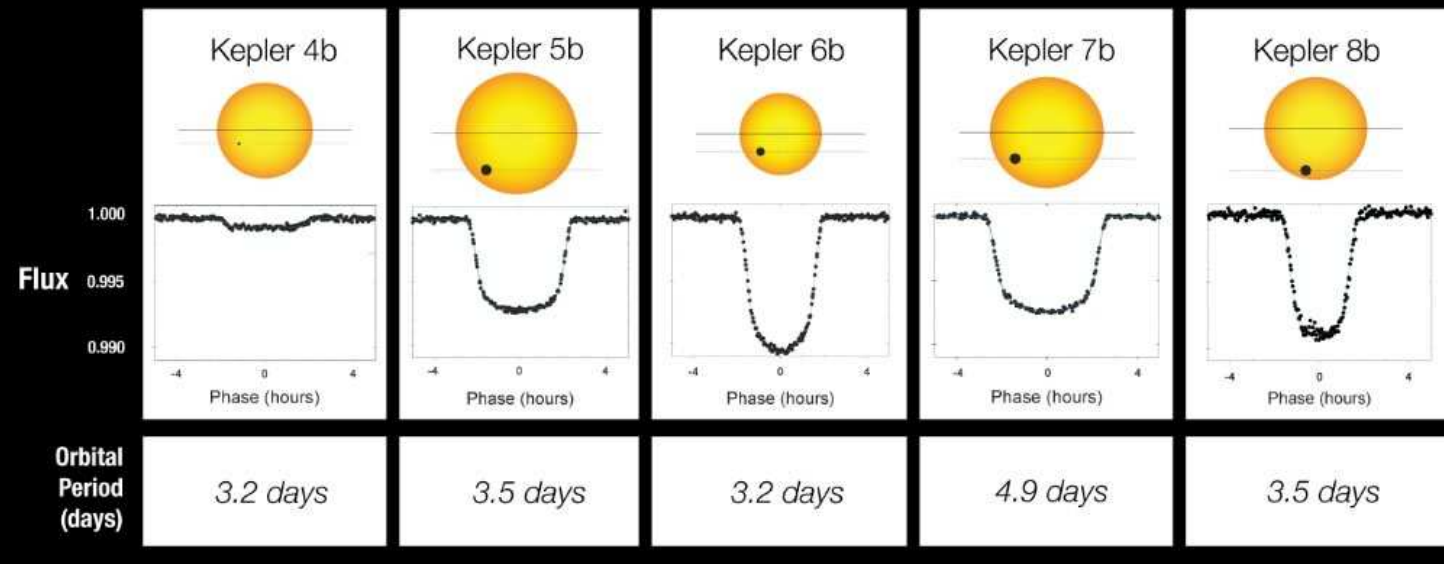 Kepler 4b
Kepler 5b
Kepler 6b
Kepler 7b
Kepler 8b
Flux
1.000
0.995
0.990
-4 0 4
Phase (hours)
-4 0 4
Phase (hours)
-4 0 4
Phase (hours)
-4 0 4
Phase (hours)
-4 0 4
Phase (hours)
Orbital
Period
(days)
3.2 days
3.5 days
3.2 days
4.9 days
3.5 days